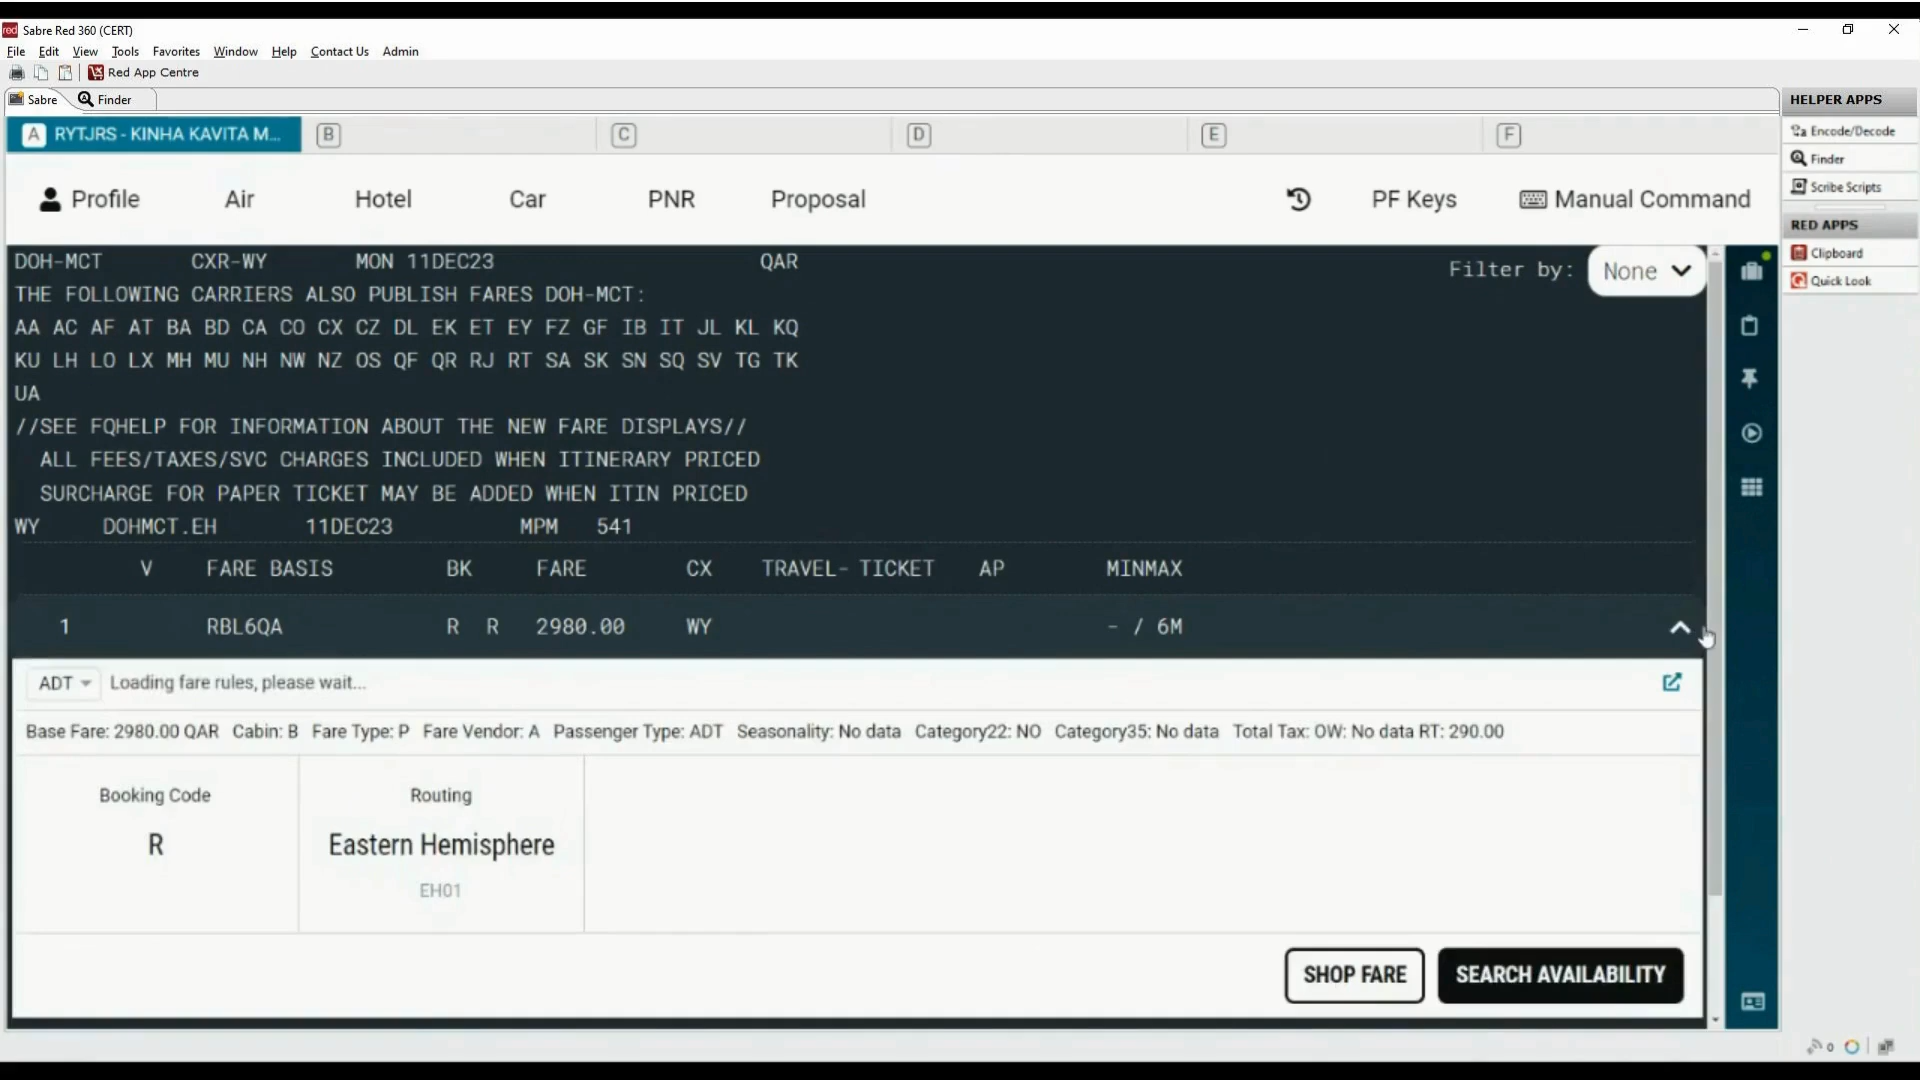 red Sabre Red 360 (CERT)
File Edit View Tools Favorites Window Help Contact Us Admin
Red App Centre
Sabre Finder
A RYTJRS - KINHA KAVITA M... B C D E F
Profile Air Hotel Car PNR Proposal PF Keys Manual Command
DOH-MCT CXR-WY MON 11DEC23 QAR
Filter by: None
THE FOLLOWING CARRIERS ALSO PUBLISH FARES DOH-MCT:
AA AC AF AT BA BD CA CO CX CZ DL EK ET EY FZ GF IB IT JL KL KQ
KU LH LO LX MH MU NH NW NZ OS QF QR RJ RT SA SK SN SQ SV TG TK
UA
//SEE FQHELP FOR INFORMATION ABOUT THE NEW FARE DISPLAYS//
ALL FEES/TAXES/SVC CHARGES INCLUDED WHEN ITINERARY PRICED
SURCHARGE FOR PAPER TICKET MAY BE ADDED WHEN ITIN PRICED
WY DOHMCT.EH 11DEC23 MPM 541
V FARE BASIS BK FARE CX TRAVEL- TICKET AP MINMAX
1 RBL6QA R R 2980.00 WY - / 6M
ADT Loading fare rules, please wait...
Base Fare: 2980.00 QAR Cabin: B Fare Type: P Fare Vendor: A Passenger Type: ADT Seasonality: No data Category22: NO Category35: No data Total Tax: OW: No data RT: 290.00
Booking Code
R
Routing
Eastern Hemisphere
EH01
SHOP FARE SEARCH AVAILABILITY
HELPER APPS
Encode/Decode
Finder
Scribe Scripts
RED APPS
Clipboard
Quick Look
0